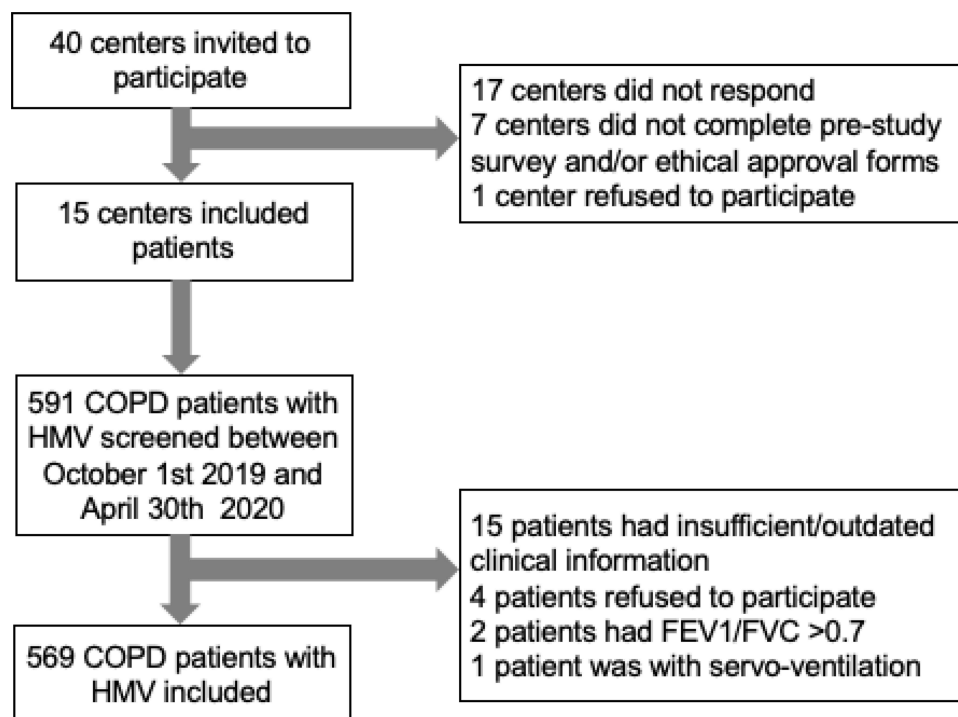 40 centers invited to
participate
17 centers did not respond
7 centers did not complete pre-study
survey and/or ethical approval forms
1 center refused to participate
15 centers included
patients
591 COPD patients with
HMV screened between
October 1st 2019 and
April 30th 2020
15 patients had insufficient/outdated
clinical information
4 patients refused to participate
2 patients had FEV1/FVC >0.7
1 patient was with servo-ventilation
569 COPD patients with
HMV included